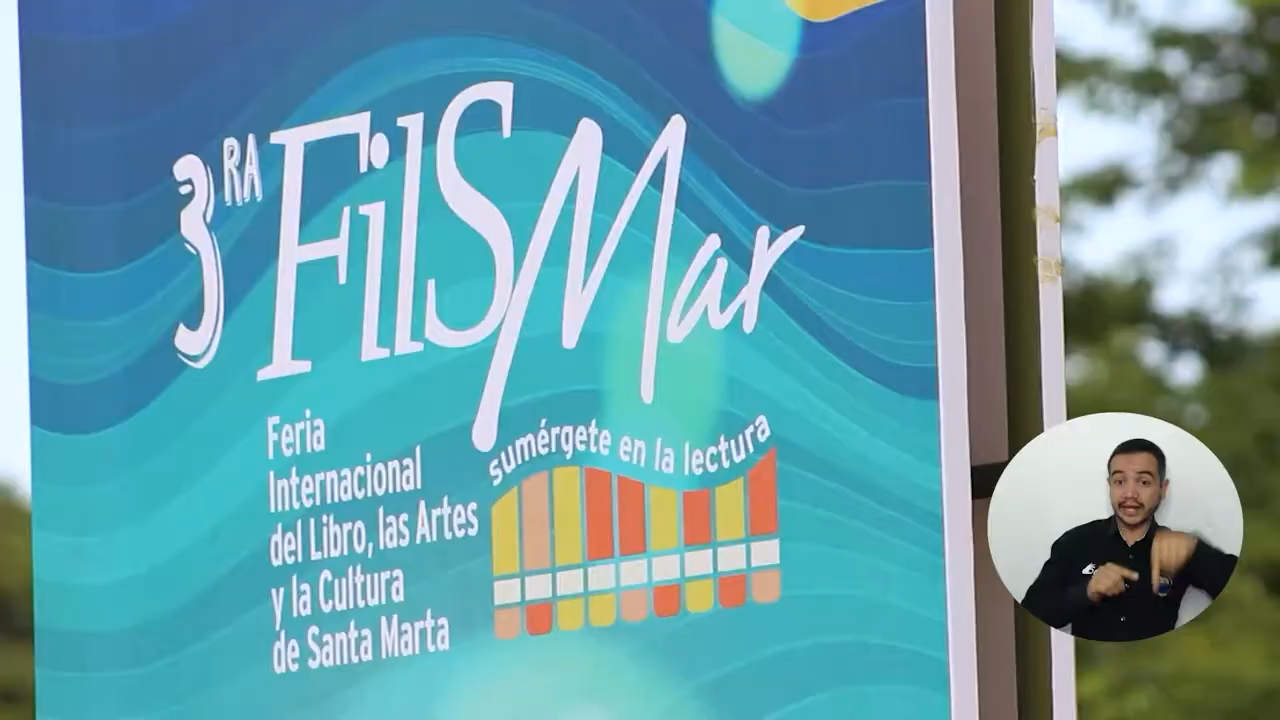 3RA FilSMar
Feria
Internacional
del Libro, las Artes
y la Cultura
de Santa Marta
sumérgete en la lectura